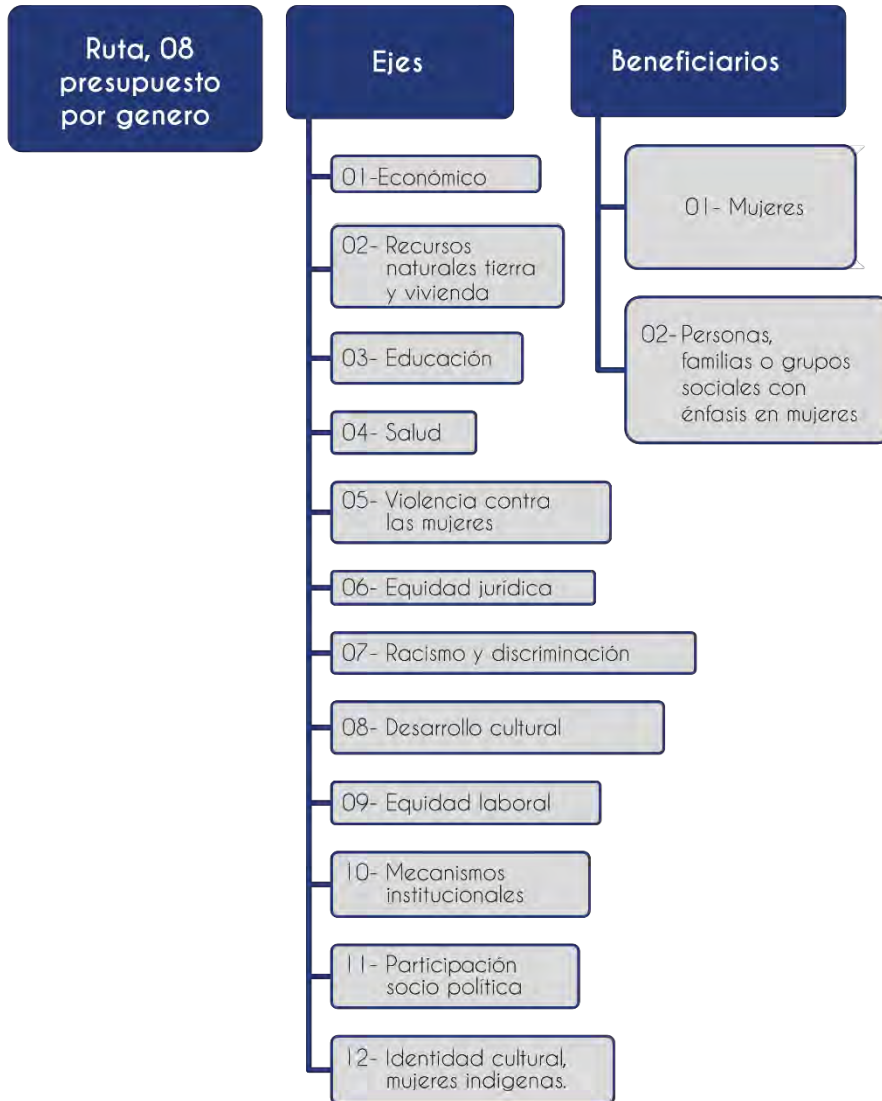 Ruta, 08
presupuesto
por genero
Ejes
01-Económico
02- Recursos
naturales tierra
y vivienda
03- Educación
04- Salud
05- Violencia contra
las mujeres
06- Equidad jurídica
07- Racismo y discriminación
08- Desarrollo cultural
09- Equidad laboral
10- Mecanismos
institucionales
11- Participación
socio política
12- Identidad cultural,
mujeres indigenas.
Beneficiarios
01- Mujeres
02- Personas,
familias o grupos
sociales con
énfasis en mujeres